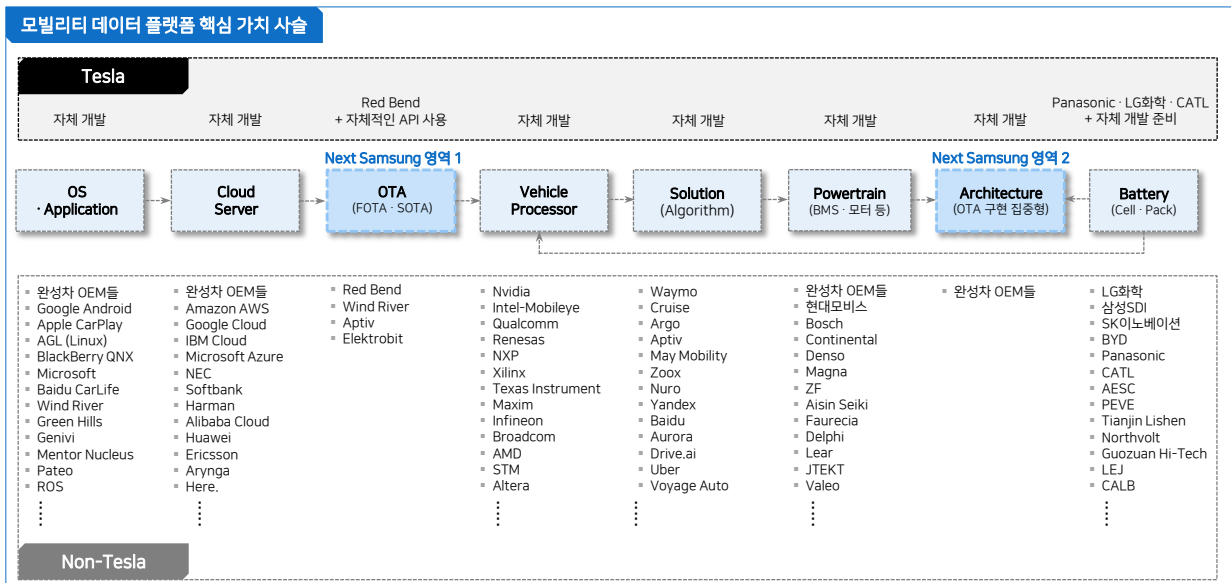 모빌리티 데이터 플랫폼 핵심 가치 사슬
Tesla
자체 개발
자체 개발
Red Bend
+ 자체적인 API 사용
자체 개발
자체 개발
자체 개발
자체 개발
Panasonic · LG화학 · CATL
+ 자체 개발 준비
Next Samsung 영역 1
Next Samsung 영역 2
OS
· Application
Cloud
Server
OTA
(FOTA · SOTA)
Vehicle
Processor
Solution
(Algorithm)
Powertrain
(BMS · 모터 등)
Architecture
(OTA 구현 집중형)
Battery
(Cell · Pack)
완성차 OEM들
Google Android
Apple CarPlay
AGL (Linux)
BlackBerry QNX
Microsoft
Baidu CarLife
Wind River
Green Hills
Genivi
Mentor Nucleus
Pateo
ROS
완성차 OEM들
Amazon AWS
Google Cloud
IBM Cloud
Microsoft Azure
NEC
Softbank
Harman
Alibaba Cloud
Huawei
Ericsson
Arynga
Here.
Red Bend
Wind River
Aptiv
Elektrobit
Nvidia
Intel-Mobileye
Qualcomm
Renesas
NXP
Xilinx
Texas Instrument
Maxim
Infineon
Broadcom
AMD
STM
Altera
Waymo
Cruise
Argo
Aptiv
May Mobility
Zoox
Nuro
Yandex
Baidu
Aurora
Drive.ai
Uber
Voyage Auto
완성차 OEM들
현대모비스
Bosch
Continental
Denso
Magna
ZF
Aisin Seiki
Faurecia
Delphi
Lear
JTEKT
Valeo
완성차 OEM들
LG화학
삼성SDI
SK이노베이션
BYD
Panasonic
CATL
AESC
PEVE
Tianjin Lishen
Northvolt
Guozuan Hi-Tech
LEJ
CALB
Non-Tesla